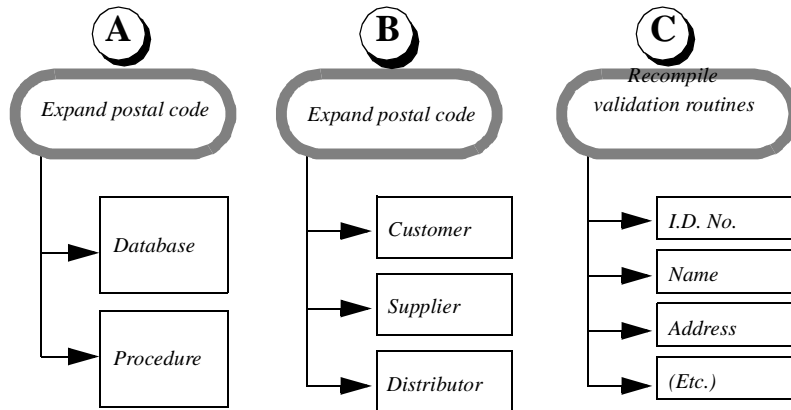 A
Expand postal code
Database
Procedure
B
Expand postal code
Customer
Supplier
Distributor
C
Recompile
validation routines
I.D. No.
Name
Address
(Etc.)